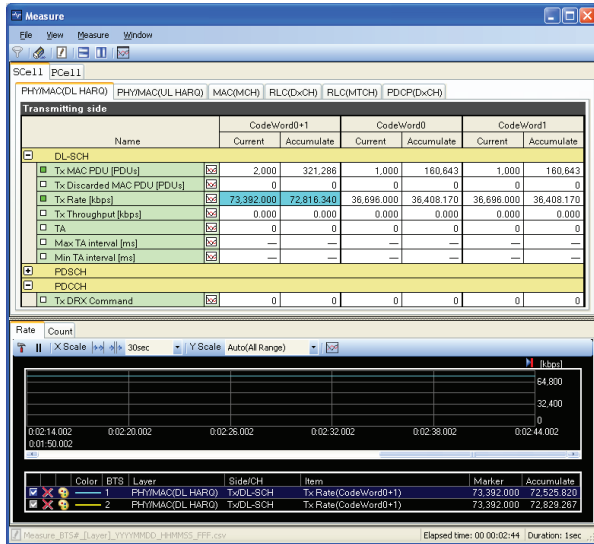 Measure
File View Measure Window
SCell PCell
PHY/MAC(DL HARQ) PHY/MAC(UL HARQ) MAC(MCH) RLC(DxCH) RLC(MTCH) PDCP(DxCH)
Transmitting side
CodeWord0+1 CodeWord0 CodeWord1
Name Current Accumulate Current Accumulate Current Accumulate
DL-SCH
Tx MAC PDU [PDUs] 2,000 321,286 1,000 160,643 1,000 160,643
Tx Discarded MAC PDU [PDUs] 0 0 0 0 0 0
Tx Rate [kbps] 73,392.000 72,816.340 36,696.000 36,408.170 36,696.000 36,408.170
Tx Throughput [kbps] 0.000 0.000 0.000 0.000 0.000 0.000
TA 0 0 0 0 0 0
Max TA interval [ms] — — — — — —
Min TA interval [ms] — — — — — —
PDSCH
PDCCH
Tx DRX Command 0 0 0 0 0 0
Rate Count
X Scale 30sec Y Scale Auto(All Range)
[kbps]
64,800
32,400
0
0:02:14.002 0:02:20.002 0:02:26.002 0:02:32.002 0:02:38.002 0:02:44.002
0:01:50.002
Color BTS Layer Side/CH Item Marker Accumulate
1 PHY/MAC(DL HARQ) Tx/DL-SCH Tx Rate(CodeWord0+1) 73,392.000 72,525.820
2 PHY/MAC(DL HARQ) Tx/DL-SCH Tx Rate(CodeWord0+1) 73,392.000 72,829.267
Measure_BTS#_[Layer]_YYYYMMDD_HHMMSS_FFF.csv Elapsed time: 00 00:02:44 Duration: 1sec